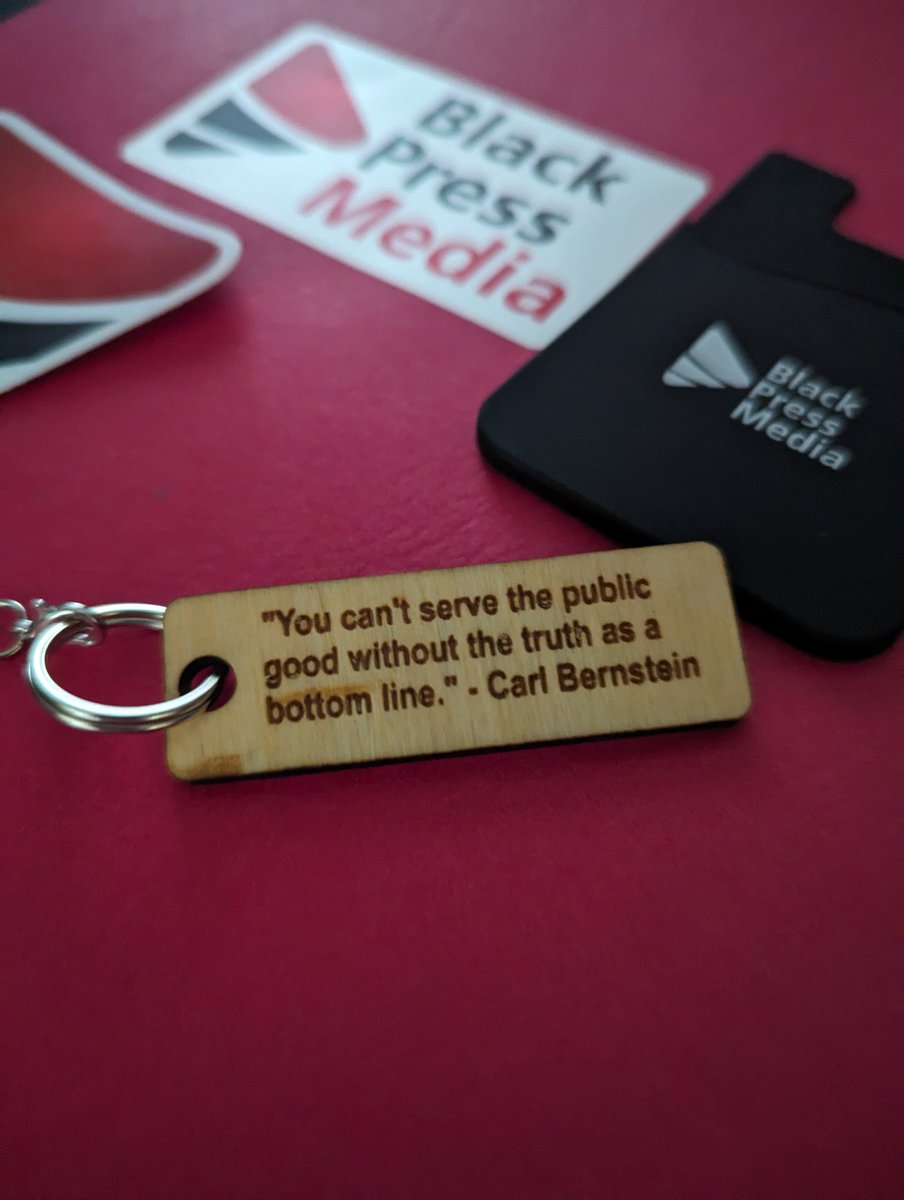 Black
Press
Media
Black
Press
Media
"You can't serve the public
good without the truth as a
bottom line." - Carl Bernstein